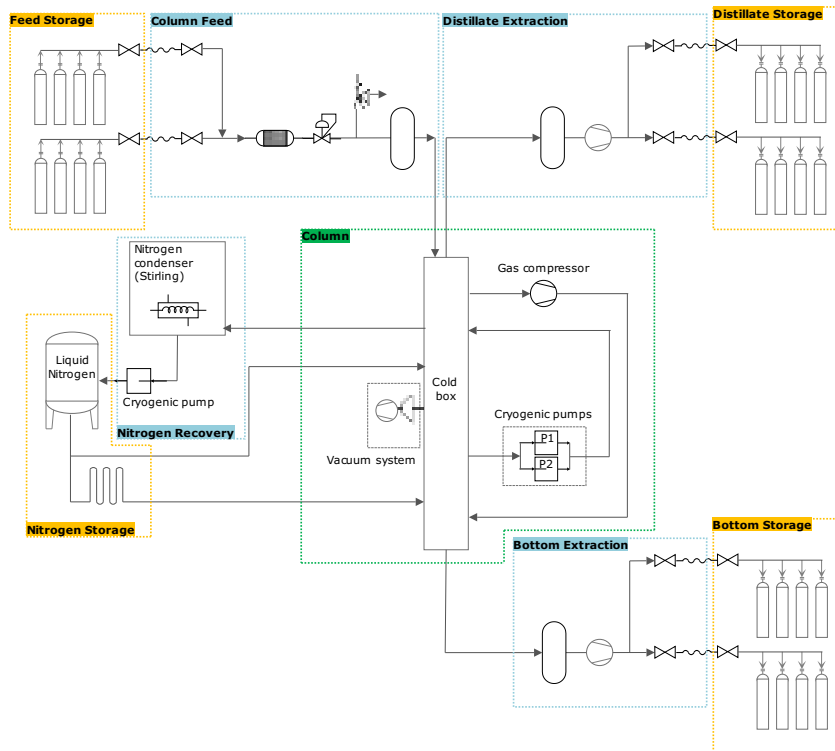 Feed Storage
Column Feed
Distillate Extraction
Distillate Storage
Column
Nitrogen
condenser
(Stirling)
Gas compressor
Liquid
Nitrogen
Cold
box
Cryogenic pump
Cryogenic pumps
Nitrogen Recovery
P1
P2
Vacuum system
Nitrogen Storage
Bottom Extraction
Bottom Storage